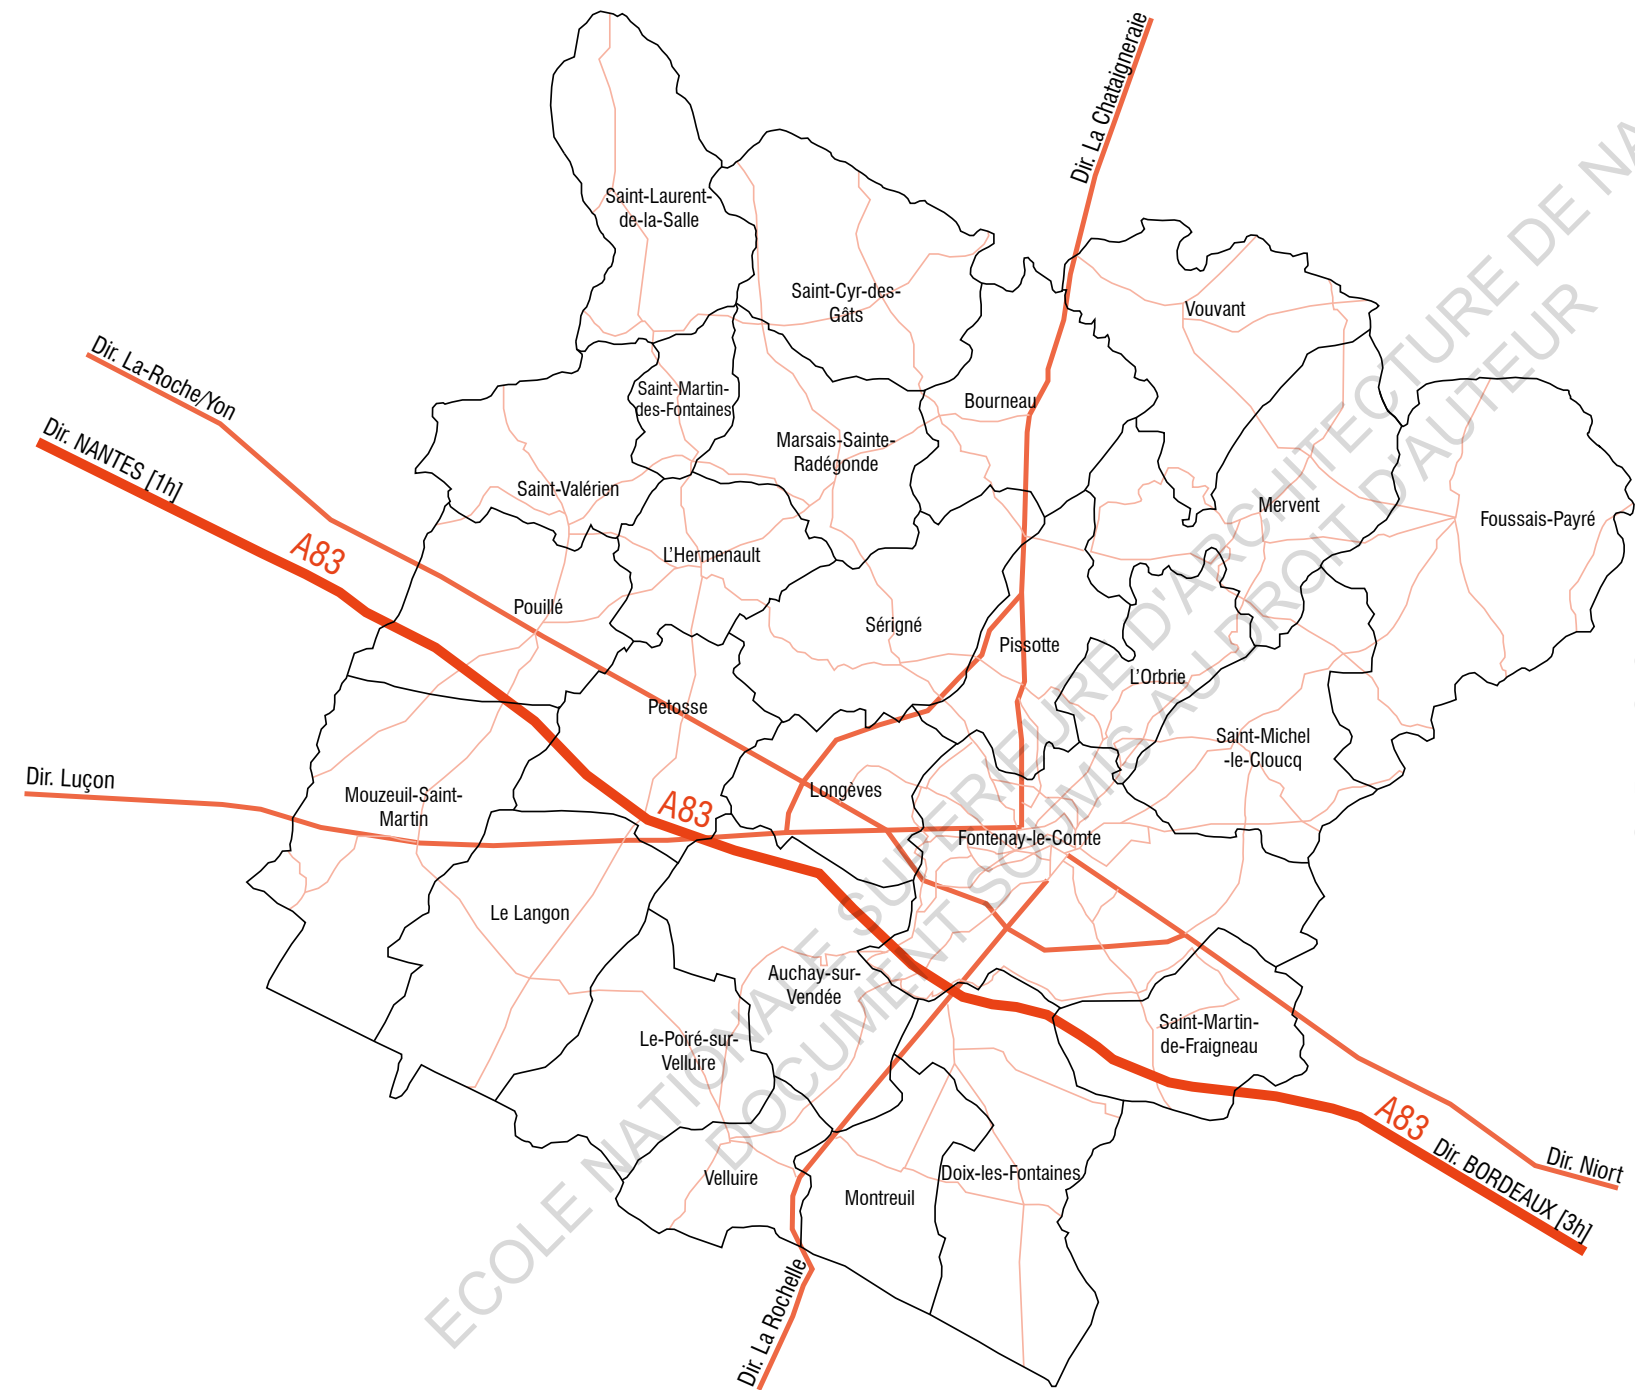 Dir. La Chataigneraie
Saint-Laurent-
de-la-Salle
Saint-Cyr-des-
Gâts
Vouvant
Dir. La-Roche/Yon
Saint-Martin-
des-Fontaines
Bourneau
Dir. NANTES [1h]
Marsais-Sainte-
Radégonde
Saint-Valérien
Mervent
Foussais-Payré
A83
L'Hermenault
Pouillé
Sérigné
Pissotte
L'Orbrie
Petosse
Saint-Michel
-le-Cloucq
Dir. Luçon
Mouzeuil-Saint-
Martin
A83
Longèves
Fontenay-le-Comte
Le Langon
Auchay-sur-
Vendée
Le-Poiré-sur-
Velluire
Saint-Martin-
de-Fraigneau
A83
Dir. BORDEAUX [3h]
Dir. Niort
Velluire
Montreuil
Doix-les-Fontaines
Dir. La Rochelle
ECOLE NATIONALE SUPERIEURE D'ARCHITECTURE DE NA
DOCUMENT SOUMIS AU DROIT D'AUTEUR